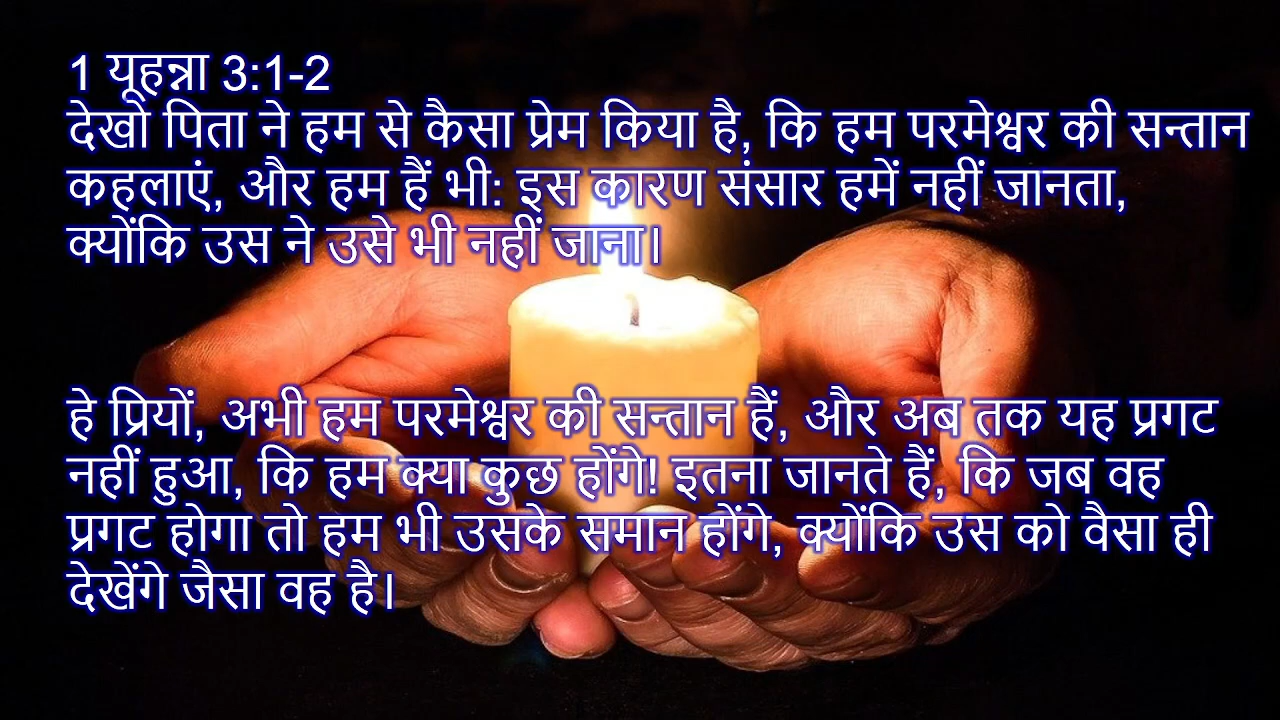 1 यूहन्ना 3:1-2
देखो पिता ने हम से कैसा प्रेम किया है, कि हम परमेश्वर की सन्तान
कहलाएं, और हम हैं भी: इस कारण संसार हमें नहीं जानता,
क्योंकि उस ने उसे भी नहीं जाना।
हे प्रियों, अभी हम परमेश्वर की सन्तान हैं, और अब तक यह प्रगट
नहीं हुआ, कि हम क्या कुछ होंगे! इतना जानते हैं, कि जब वह
प्रगट होगा तो हम भी उसके समान होंगे, क्योंकि उस को वैसा ही
देखेंगे जैसा वह है।